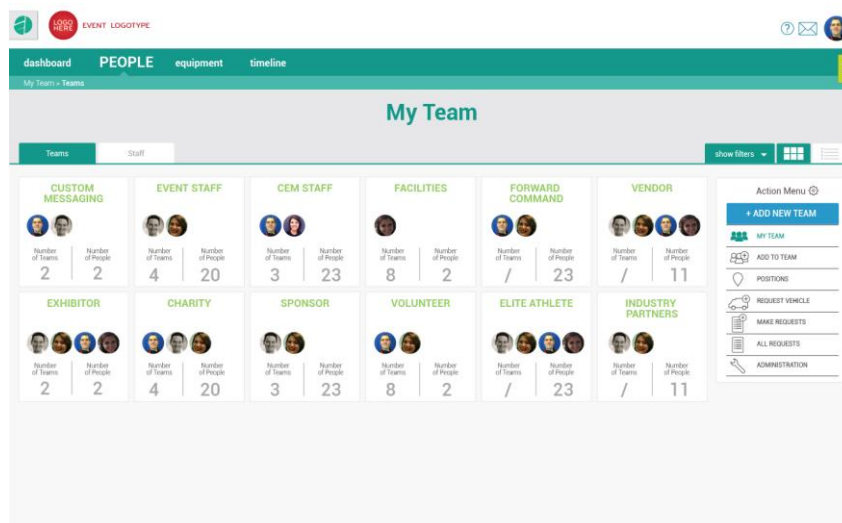 LOGO
HERE
EVENT LOGOTYPE
?
dashboard PEOPLE equipment timeline
My Team » Teams
My Team
Teams Staff show filters
CUSTOM
MESSAGING
Number
of Teams
2
Number
of People
2
EVENT STAFF
Number
of Teams
4
Number
of People
20
CEM STAFF
Number
of Teams
3
Number
of People
23
FACILITIES
Number
of Teams
8
Number
of People
2
FORWARD
COMMAND
Number
of Teams
/
Number
of People
23
VENDOR
Number
of Teams
/
Number
of People
11
EXHIBITOR
Number
of Teams
2
Number
of People
2
CHARITY
Number
of Teams
4
Number
of People
20
SPONSOR
Number
of Teams
3
Number
of People
23
VOLUNTEER
Number
of Teams
8
Number
of People
2
ELITE ATHLETE
Number
of Teams
/
Number
of People
23
INDUSTRY
PARTNERS
Number
of Teams
/
Number
of People
11
Action Menu
+ ADD NEW TEAM
MY TEAM
ADD TO TEAM
POSITIONS
REQUEST VEHICLE
MAKE REQUESTS
ALL REQUESTS
ADMINISTRATION